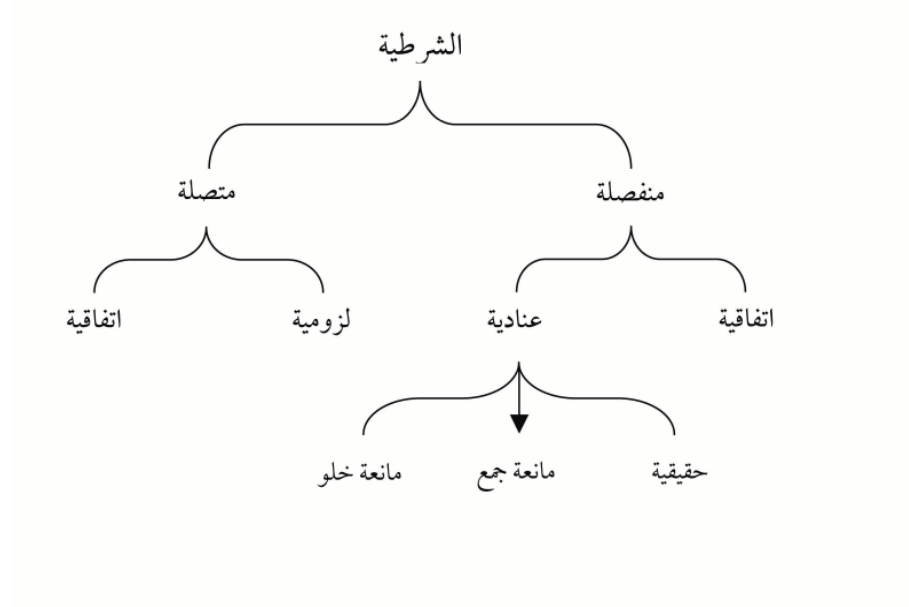 الشرطية
منفصلة متصلة
اتفاقية عنادية لزومية اتفاقية
حقيقية مانعة جمع مانعة خلو